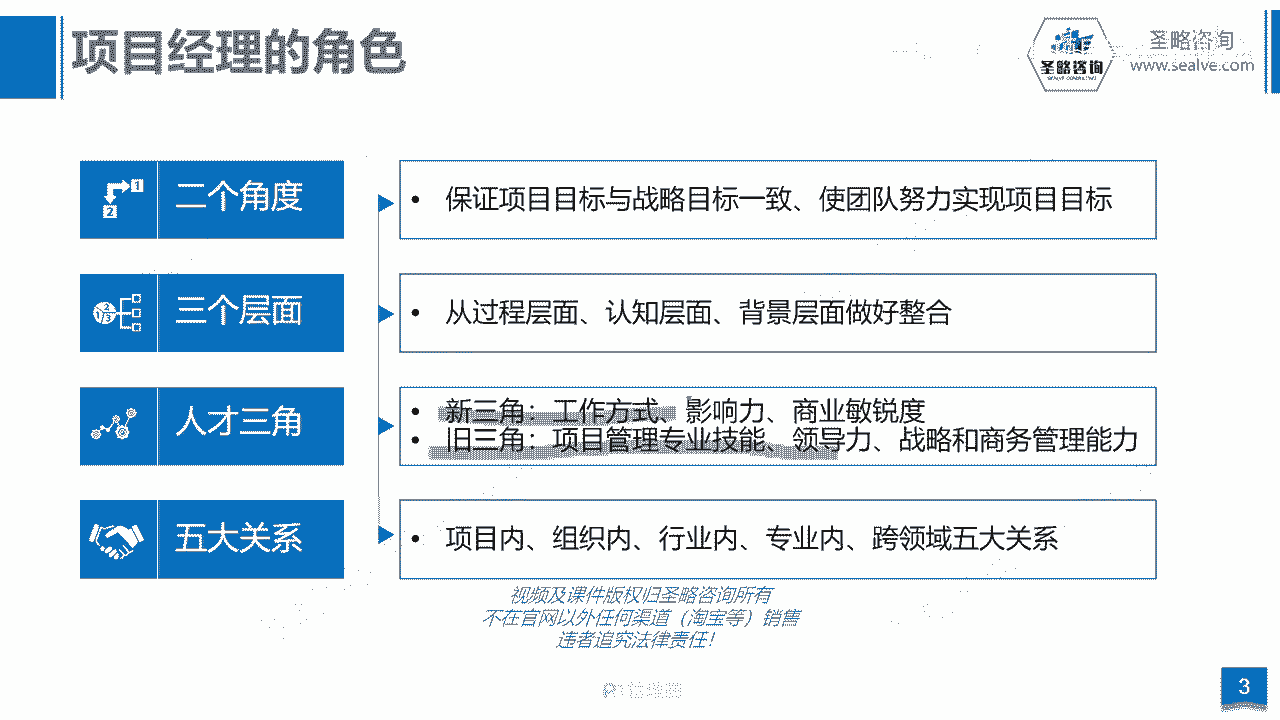 项目经理的角色
圣略咨询
SEALVE CONSULTING
圣略咨询
www.sealve.com
1
2
二个角度
• 保证项目目标与战略目标一致、使团队努力实现项目目标
2
1/3
三个层面
• 从过程层面、认知层面、背景层面做好整合
人才三角
• 新三角：工作方式、影响力、商业敏锐度
• 旧三角：项目管理专业技能、领导力、战略和商务管理能力
五大关系
• 项目内、组织内、行业内、专业内、跨领域五大关系
视频及课件版权归圣略咨询所有
不在官网以外任何渠道（淘宝等）销售
违者追究法律责任！
3